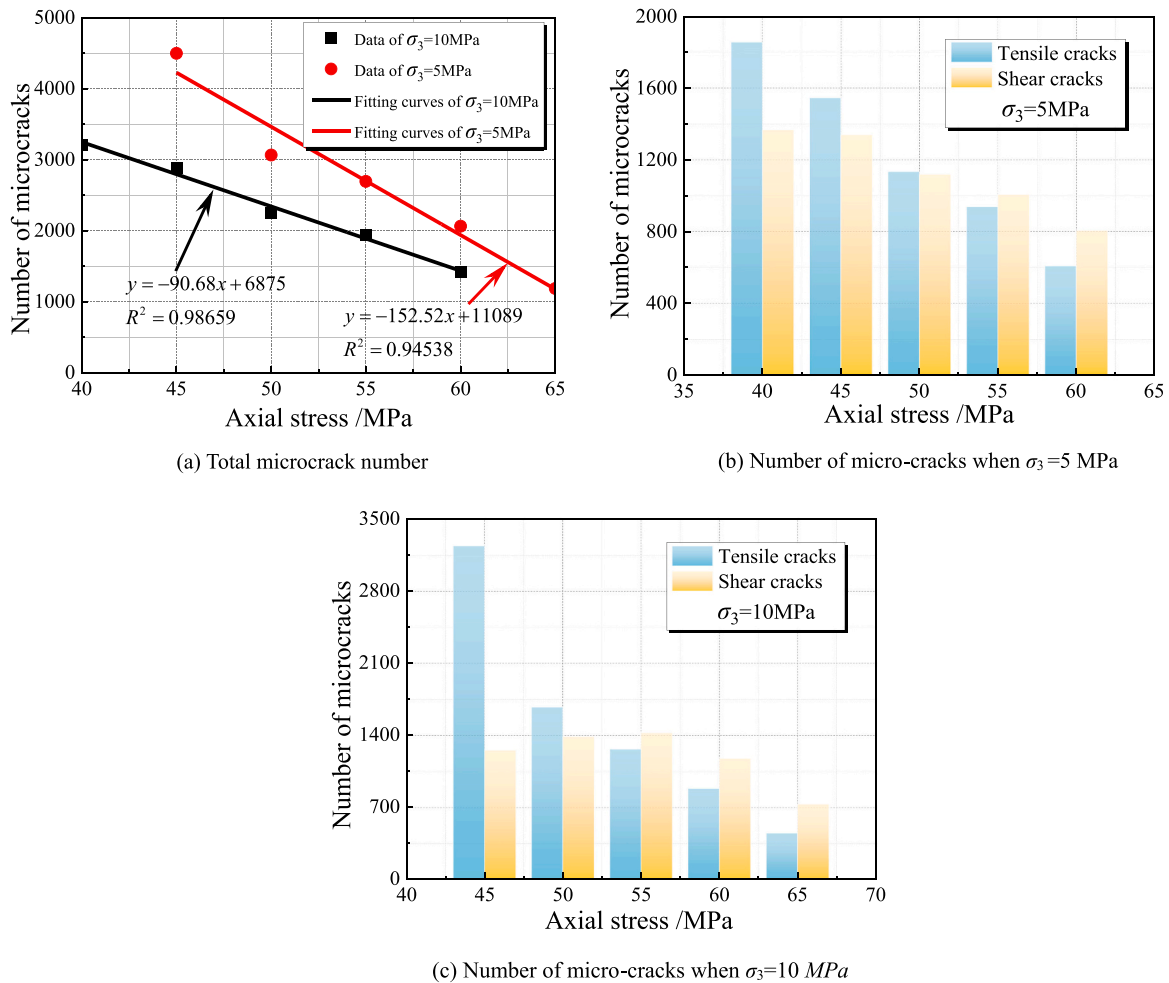 5000
4000
3000
2000
1000
0
40
45
50
55
60
65
Number of microcracks
Axial stress /MPa
Data of σ₃=10MPa
Data of σ₃=5MPa
Fitting curves of σ₃=10MPa
Fitting curves of σ₃=5MPa
y = −90.68x + 6875
R² = 0.98659
y = −152.52x + 11089
R² = 0.94538
(a) Total microcrack number
2000
1600
1200
800
400
0
35
40
45
50
55
60
65
Number of microcracks
Axial stress /MPa
Tensile cracks
Shear cracks
σ₃=5MPa
(b) Number of micro-cracks when σ₃=5 MPa
3500
2800
2100
1400
700
0
40
45
50
55
60
65
70
Number of microcracks
Axial stress /MPa
Tensile cracks
Shear cracks
σ₃=10MPa
(c) Number of micro-cracks when σ₃=10 MPa